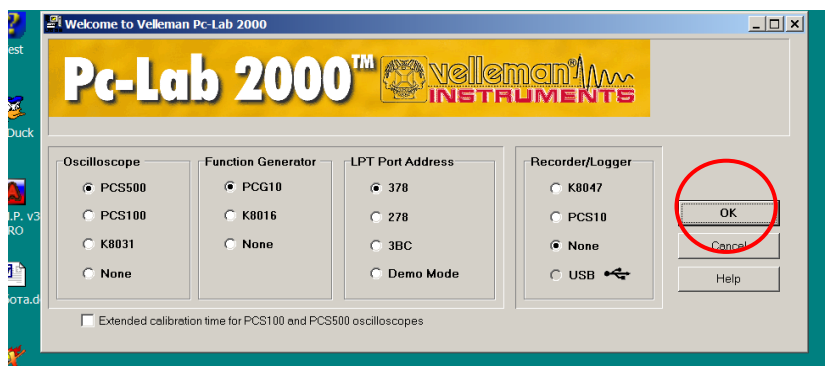 Welcome to Velleman Pc-Lab 2000
Pc-Lab 2000™ velleman®
INSTRUMENTS
est
Duck
I.P. v3
RO
бота.d
Oscilloscope
PCS500
PCS100
K8031
None
Function Generator
PCG10
K8016
None
LPT Port Address
378
278
3BC
Demo Mode
Recorder/Logger
K8047
PCS10
None
USB
OK
Cancel
Help
Extended calibration time for PCS100 and PCS500 oscilloscopes